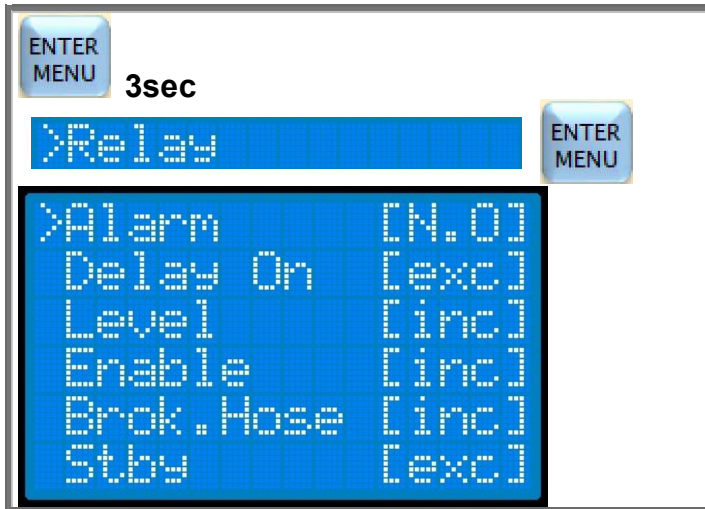 ENTER
MENU
3sec
>Relay
ENTER
MENU
>Alarm [N.O]
Delay On [exc]
Level [inc]
Enable [inc]
Brok.Hose [inc]
Stby [exc]